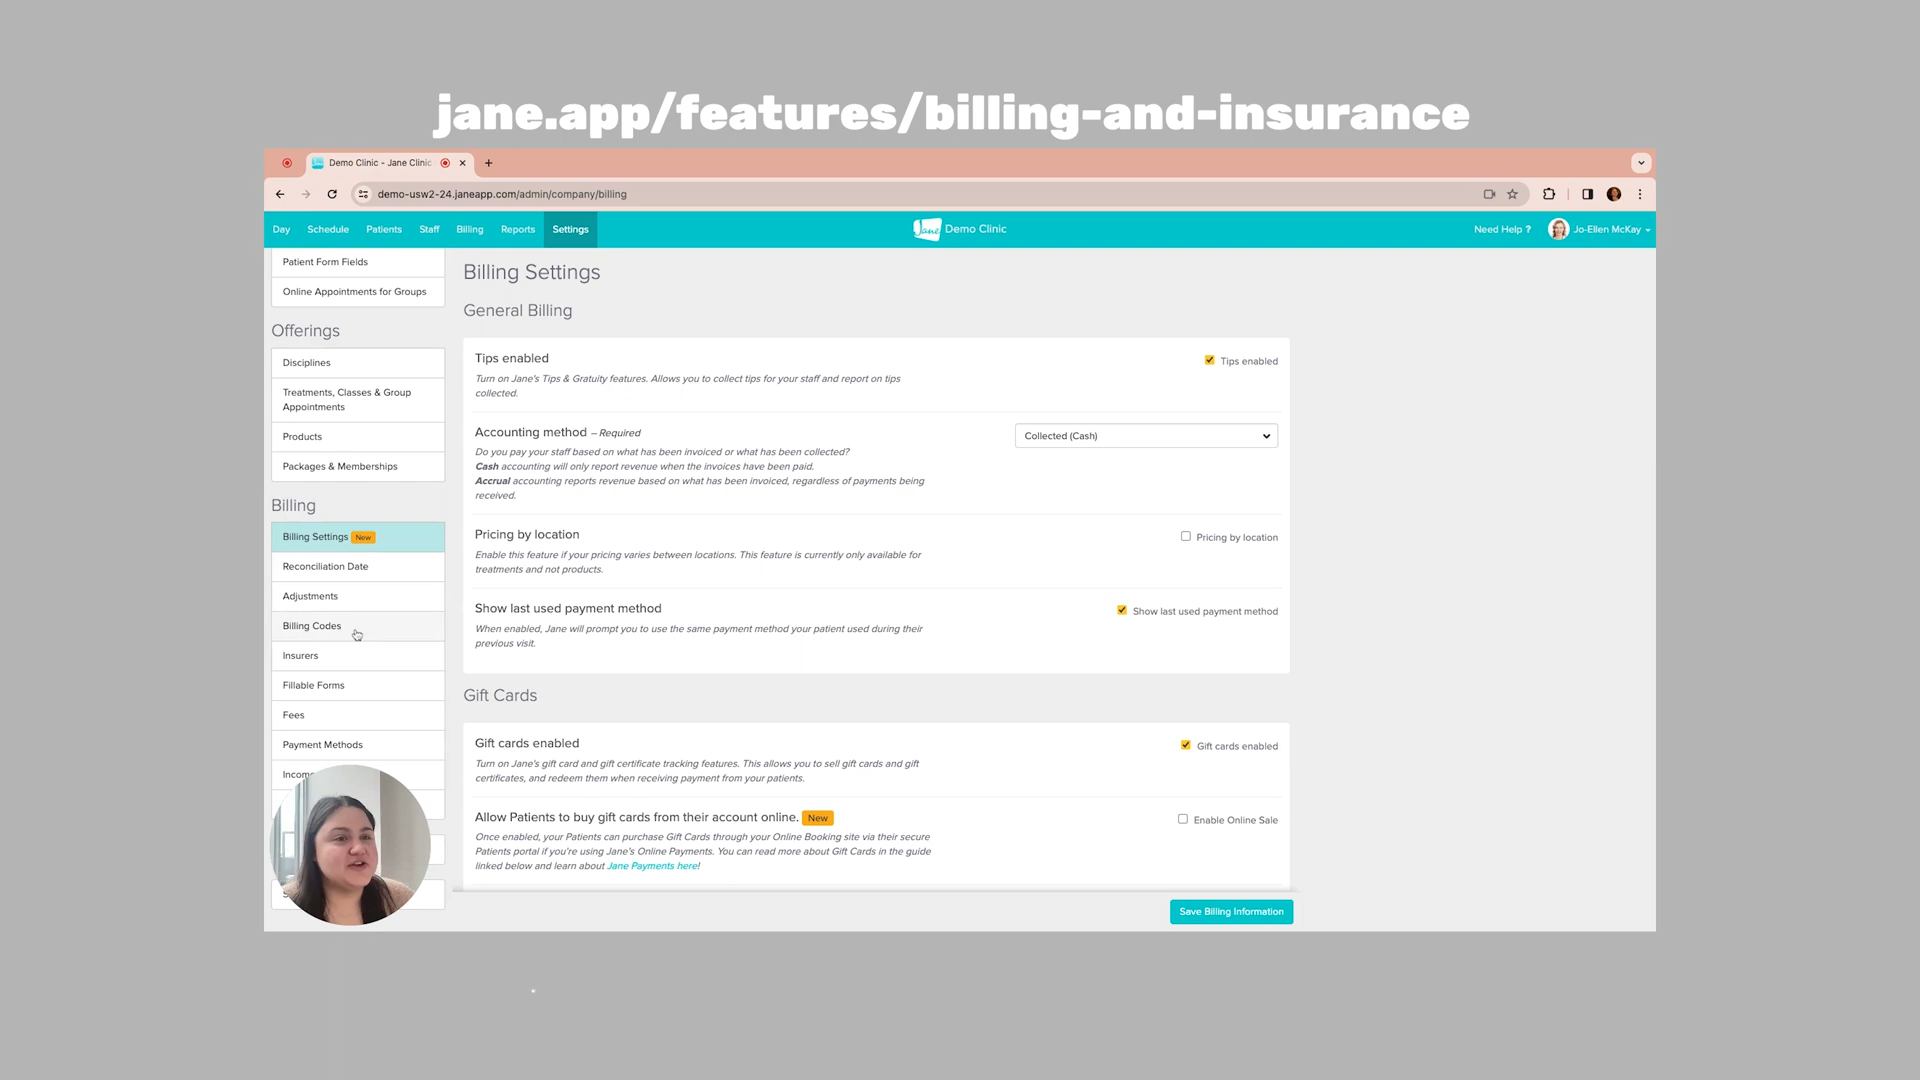 jane.app/features/billing-and-insurance
Demo Clinic - Jane Clinic
demo-usw2-24.janeapp.com/admin/company/billing
Day Schedule Patients Staff Billing Reports Settings
Jane Demo Clinic
Need Help ? Jo-Ellen McKay
Patient Form Fields
Online Appointments for Groups
Offerings
Disciplines
Treatments, Classes & Group
Appointments
Products
Packages & Memberships
Billing
Billing Settings New
Reconciliation Date
Adjustments
Billing Codes
Insurers
Fillable Forms
Fees
Payment Methods
Billing Settings
General Billing
Tips enabled
Turn on Jane's Tips & Gratuity features. Allows you to collect tips for your staff and report on tips
collected.
Tips enabled
Accounting method – Required
Do you pay your staff based on what has been invoiced or what has been collected?
Cash accounting will only report revenue when the invoices have been paid.
Accrual accounting reports revenue based on what has been invoiced, regardless of payments being
received.
Collected (Cash)
Pricing by location
Enable this feature if your pricing varies between locations. This feature is currently only available for
treatments and not products.
Pricing by location
Show last used payment method
When enabled, Jane will prompt you to use the same payment method your patient used during their
previous visit.
Show last used payment method
Gift Cards
Gift cards enabled
Turn on Jane's gift card and gift certificate tracking features. This allows you to sell gift cards and gift
certificates, and redeem them when receiving payment from your patients.
Gift cards enabled
Allow Patients to buy gift cards from their account online. New
Once enabled, your Patients can purchase Gift Cards through your Online Booking site via their secure
Patients portal if you're using Jane's Online Payments. You can read more about Gift Cards in the guide
linked below and learn about Jane Payments here!
Enable Online Sale
Save Billing Information